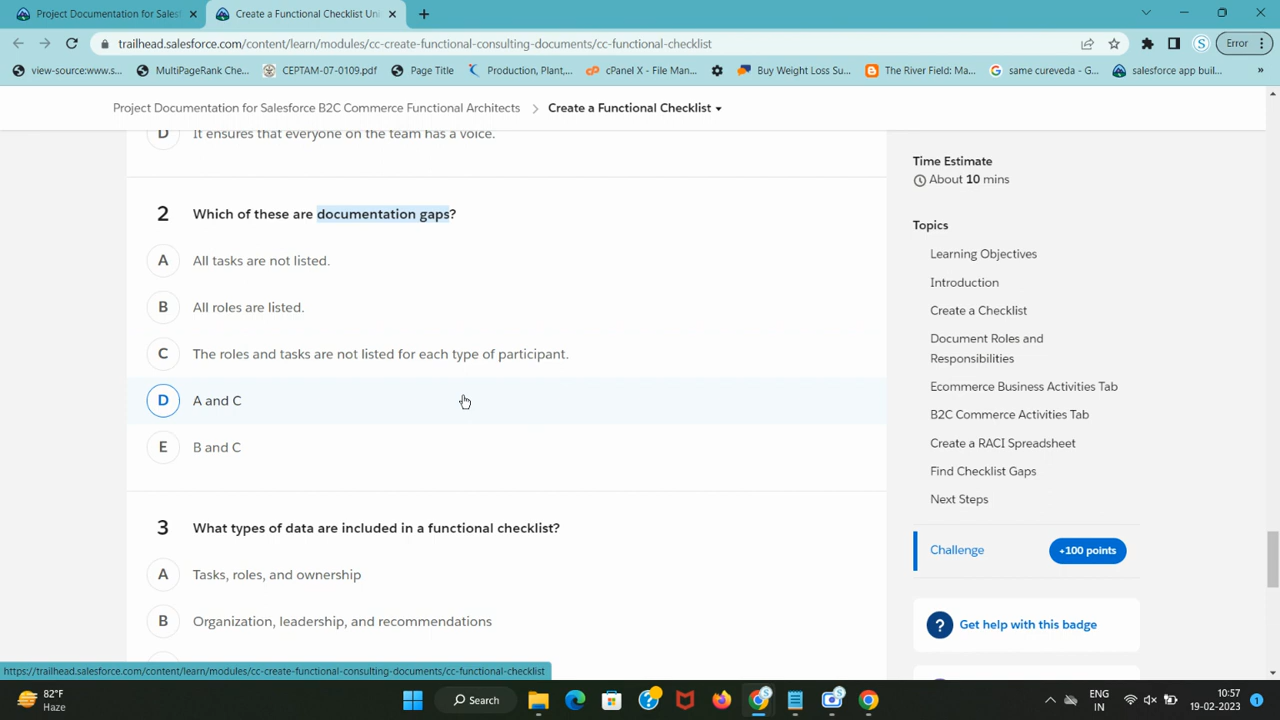 Project Documentation for Sales
Create a Functional Checklist Uni
trailhead.salesforce.com/content/learn/modules/cc-create-functional-consulting-documents/cc-functional-checklist
S
Error
view-source:www.s...
MultiPageRank Che...
CEPTAM-07-0109.pdf
Page Title
Production, Plant,...
cPanel X - File Man...
Buy Weight Loss Su...
The River Field: Ma...
same cureveda - G...
salesforce app buil...
Project Documentation for Salesforce B2C Commerce Functional Architects
Create a Functional Checklist
D It ensures that everyone on the team has a voice.
2 Which of these are documentation gaps?
A All tasks are not listed.
B All roles are listed.
C The roles and tasks are not listed for each type of participant.
D A and C
E B and C
3 What types of data are included in a functional checklist?
A Tasks, roles, and ownership
B Organization, leadership, and recommendations
Time Estimate
About 10 mins
Topics
Learning Objectives
Introduction
Create a Checklist
Document Roles and
Responsibilities
Ecommerce Business Activities Tab
B2C Commerce Activities Tab
Create a RACI Spreadsheet
Find Checklist Gaps
Next Steps
Challenge
+100 points
? Get help with this badge
https://trailhead.salesforce.com/content/learn/modules/cc-create-functional-consulting-documents/cc-functional-checklist
82°F
Haze
Search
ENG
IN
10:57
19-02-2023
1